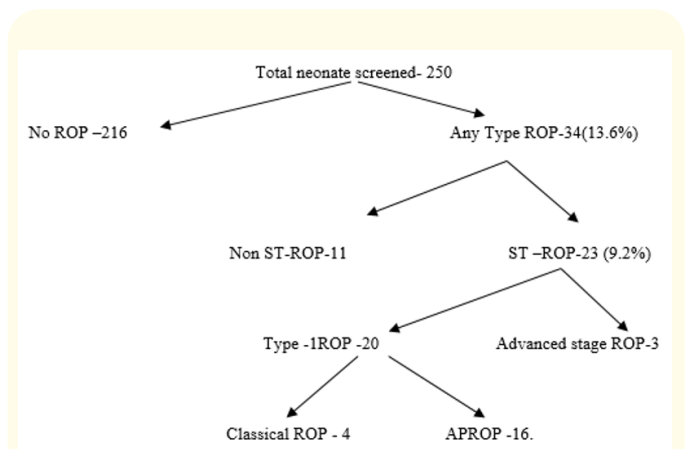 Total neonate screened- 250
No ROP –216
Any Type ROP-34(13.6%)
Non ST-ROP-11
ST –ROP-23 (9.2%)
Type -1ROP -20
Advanced stage ROP-3
Classical ROP - 4
APROP -16.